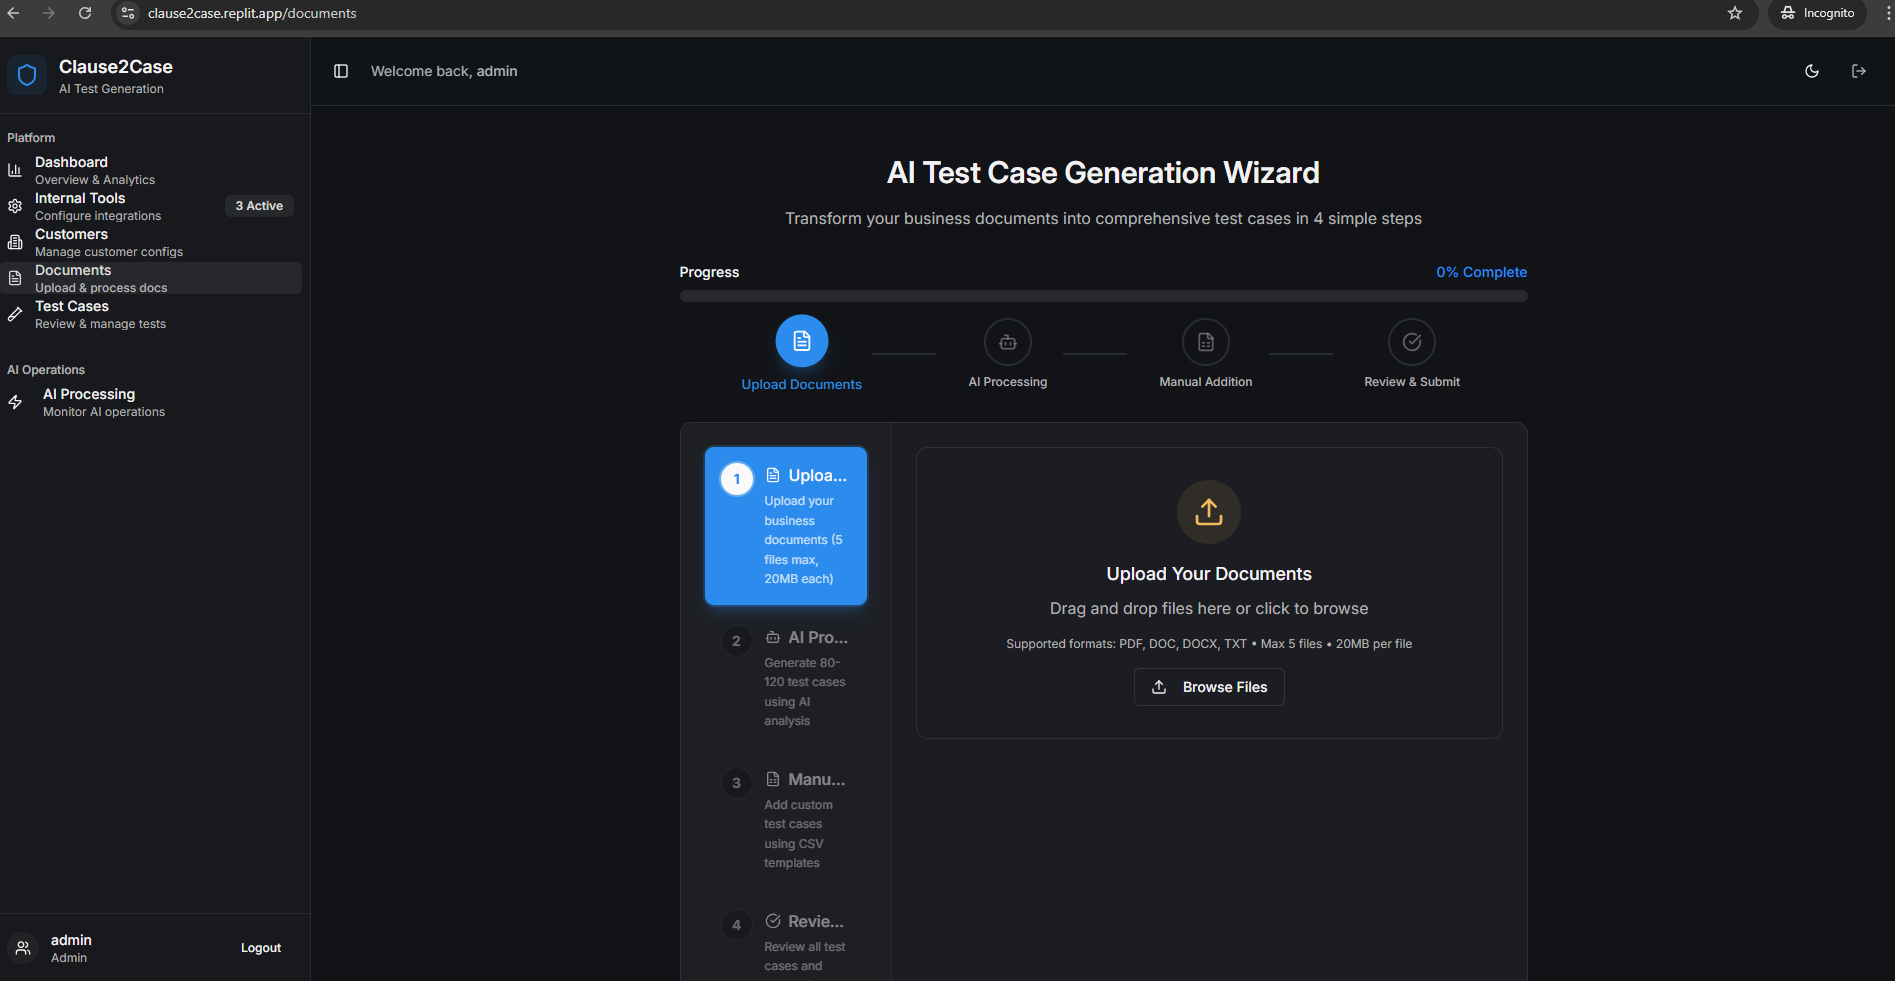 clause2case.replit.app/documents
Incognito
Clause2Case
AI Test Generation
Welcome back, admin
Platform
Dashboard
Overview & Analytics
Internal Tools
Configure integrations
3 Active
Customers
Manage customer configs
Documents
Upload & process docs
Test Cases
Review & manage tests
AI Operations
AI Processing
Monitor AI operations
admin
Admin
Logout
AI Test Case Generation Wizard
Transform your business documents into comprehensive test cases in 4 simple steps
Progress
0% Complete
Upload Documents
AI Processing
Manual Addition
Review & Submit
1
Uploa...
Upload your
business
documents (5
files max,
20MB each)
2
AI Pro...
Generate 80-
120 test cases
using AI
analysis
3
Manu...
Add custom
test cases
using CSV
templates
4
Revie...
Review all test
cases and
Upload Your Documents
Drag and drop files here or click to browse
Supported formats: PDF, DOC, DOCX, TXT • Max 5 files • 20MB per file
Browse Files